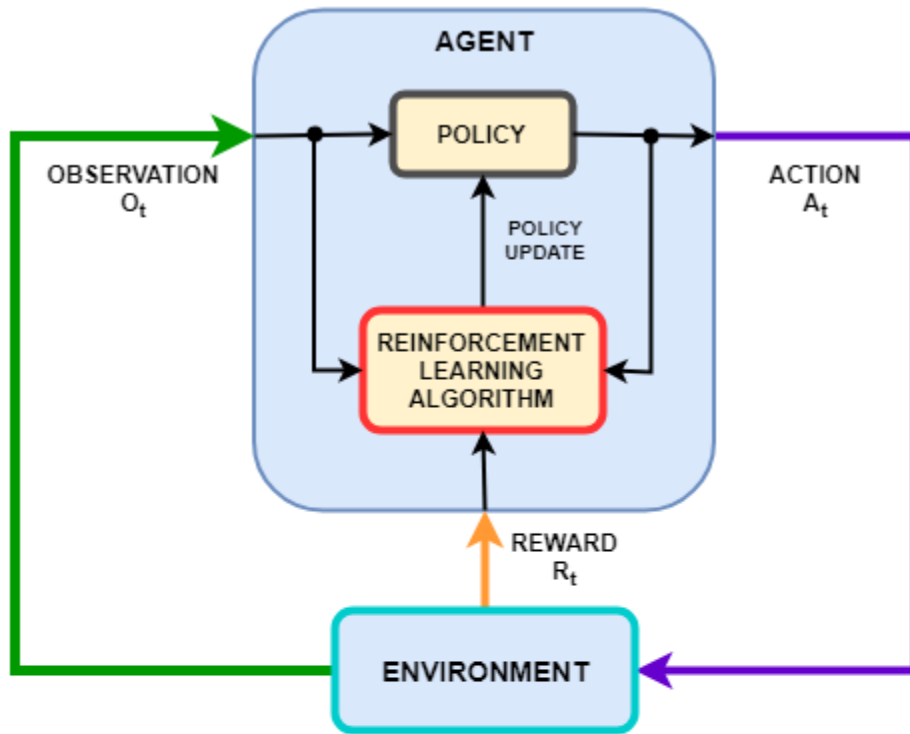 AGENT
POLICY
OBSERVATION
Oₜ
ACTION
Aₜ
POLICY
UPDATE
REINFORCEMENT
LEARNING
ALGORITHM
REWARD
Rₜ
ENVIRONMENT